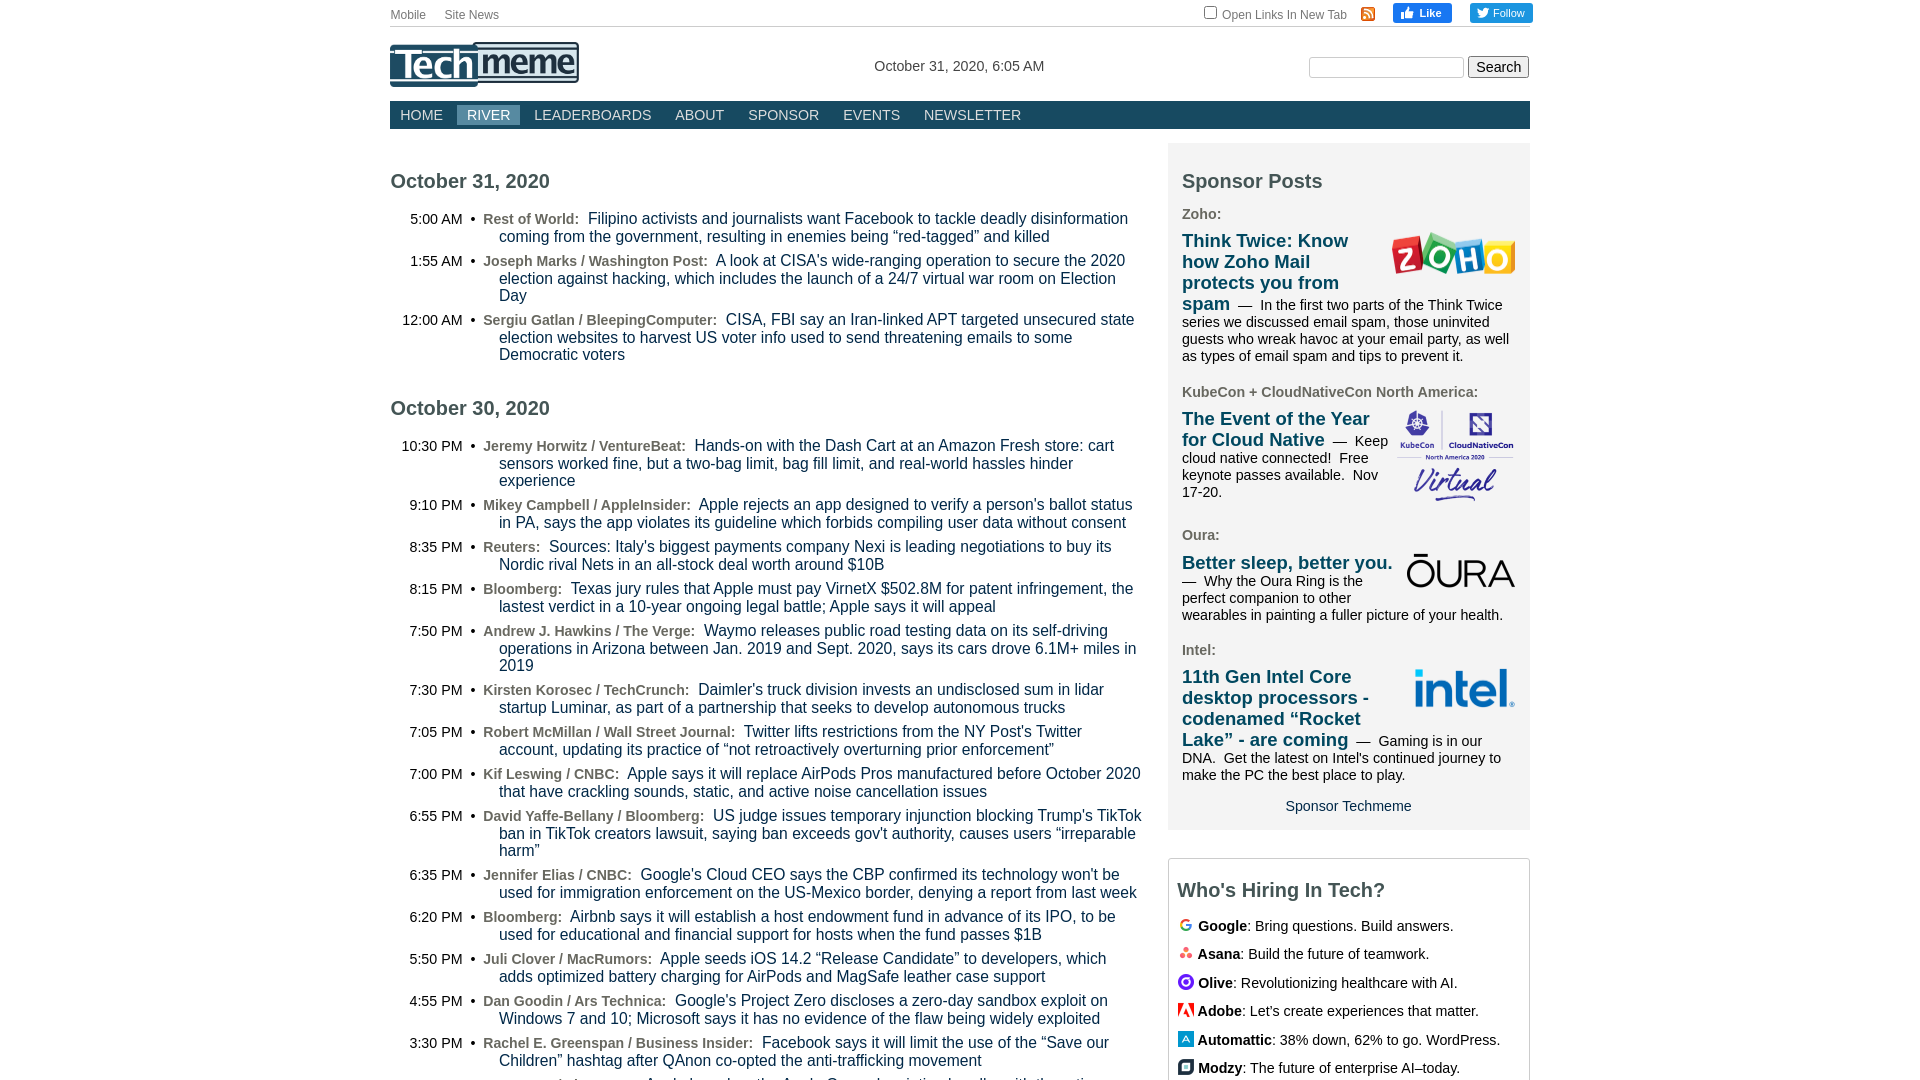 Mobile Site News Open Links In New Tab Like Follow
Techmeme October 31, 2020, 6:05 AM Search
HOME RIVER LEADERBOARDS ABOUT SPONSOR EVENTS NEWSLETTER
October 31, 2020
5:00 AM • Rest of World: Filipino activists and journalists want Facebook to tackle deadly disinformation
coming from the government, resulting in enemies being “red-tagged” and killed
1:55 AM • Joseph Marks / Washington Post: A look at CISA's wide-ranging operation to secure the 2020
election against hacking, which includes the launch of a 24/7 virtual war room on Election
Day
12:00 AM • Sergiu Gatlan / BleepingComputer: CISA, FBI say an Iran-linked APT targeted unsecured state
election websites to harvest US voter info used to send threatening emails to some
Democratic voters
October 30, 2020
10:30 PM • Jeremy Horwitz / VentureBeat: Hands-on with the Dash Cart at an Amazon Fresh store: cart
sensors worked fine, but a two-bag limit, bag fill limit, and real-world hassles hinder
experience
9:10 PM • Mikey Campbell / AppleInsider: Apple rejects an app designed to verify a person's ballot status
in PA, says the app violates its guideline which forbids compiling user data without consent
8:35 PM • Reuters: Sources: Italy's biggest payments company Nexi is leading negotiations to buy its
Nordic rival Nets in an all-stock deal worth around $10B
8:15 PM • Bloomberg: Texas jury rules that Apple must pay VirnetX $502.8M for patent infringement, the
lastest verdict in a 10-year ongoing legal battle; Apple says it will appeal
7:50 PM • Andrew J. Hawkins / The Verge: Waymo releases public road testing data on its self-driving
operations in Arizona between Jan. 2019 and Sept. 2020, says its cars drove 6.1M+ miles in
2019
7:30 PM • Kirsten Korosec / TechCrunch: Daimler's truck division invests an undisclosed sum in lidar
startup Luminar, as part of a partnership that seeks to develop autonomous trucks
7:05 PM • Robert McMillan / Wall Street Journal: Twitter lifts restrictions from the NY Post's Twitter
account, updating its practice of “not retroactively overturning prior enforcement”
7:00 PM • Kif Leswing / CNBC: Apple says it will replace AirPods Pros manufactured before October 2020
that have crackling sounds, static, and active noise cancellation issues
6:55 PM • David Yaffe-Bellany / Bloomberg: US judge issues temporary injunction blocking Trump's TikTok
ban in TikTok creators lawsuit, saying ban exceeds gov't authority, causes users “irreparable
harm”
6:35 PM • Jennifer Elias / CNBC: Google's Cloud CEO says the CBP confirmed its technology won't be
used for immigration enforcement on the US-Mexico border, denying a report from last week
6:20 PM • Bloomberg: Airbnb says it will establish a host endowment fund in advance of its IPO, to be
used for educational and financial support for hosts when the fund passes $1B
5:50 PM • Juli Clover / MacRumors: Apple seeds iOS 14.2 “Release Candidate” to developers, which
adds optimized battery charging for AirPods and MagSafe leather case support
4:55 PM • Dan Goodin / Ars Technica: Google's Project Zero discloses a zero-day sandbox exploit on
Windows 7 and 10; Microsoft says it has no evidence of the flaw being widely exploited
3:30 PM • Rachel E. Greenspan / Business Insider: Facebook says it will limit the use of the “Save our
Children” hashtag after QAnon co-opted the anti-trafficking movement
Sponsor Posts
Zoho:
Think Twice: Know
how Zoho Mail
protects you from
spam — In the first two parts of the Think Twice
series we discussed email spam, those uninvited
guests who wreak havoc at your email party, as well
as types of email spam and tips to prevent it.
ZOHO
KubeCon + CloudNativeCon North America:
The Event of the Year
for Cloud Native — Keep
cloud native connected! Free
keynote passes available. Nov
17-20.
KubeCon CloudNativeCon
North America 2020
Virtual
Oura:
Better sleep, better you.
— Why the Oura Ring is the
perfect companion to other
wearables in painting a fuller picture of your health.
ŌURA
Intel:
11th Gen Intel Core
desktop processors -
codenamed “Rocket
Lake” - are coming — Gaming is in our
DNA. Get the latest on Intel's continued journey to
make the PC the best place to play.
intel®
Sponsor Techmeme
Who's Hiring In Tech?
Google: Bring questions. Build answers.
Asana: Build the future of teamwork.
Olive: Revolutionizing healthcare with AI.
Adobe: Let’s create experiences that matter.
Automattic: 38% down, 62% to go. WordPress.
Modzy: The future of enterprise AI–today.